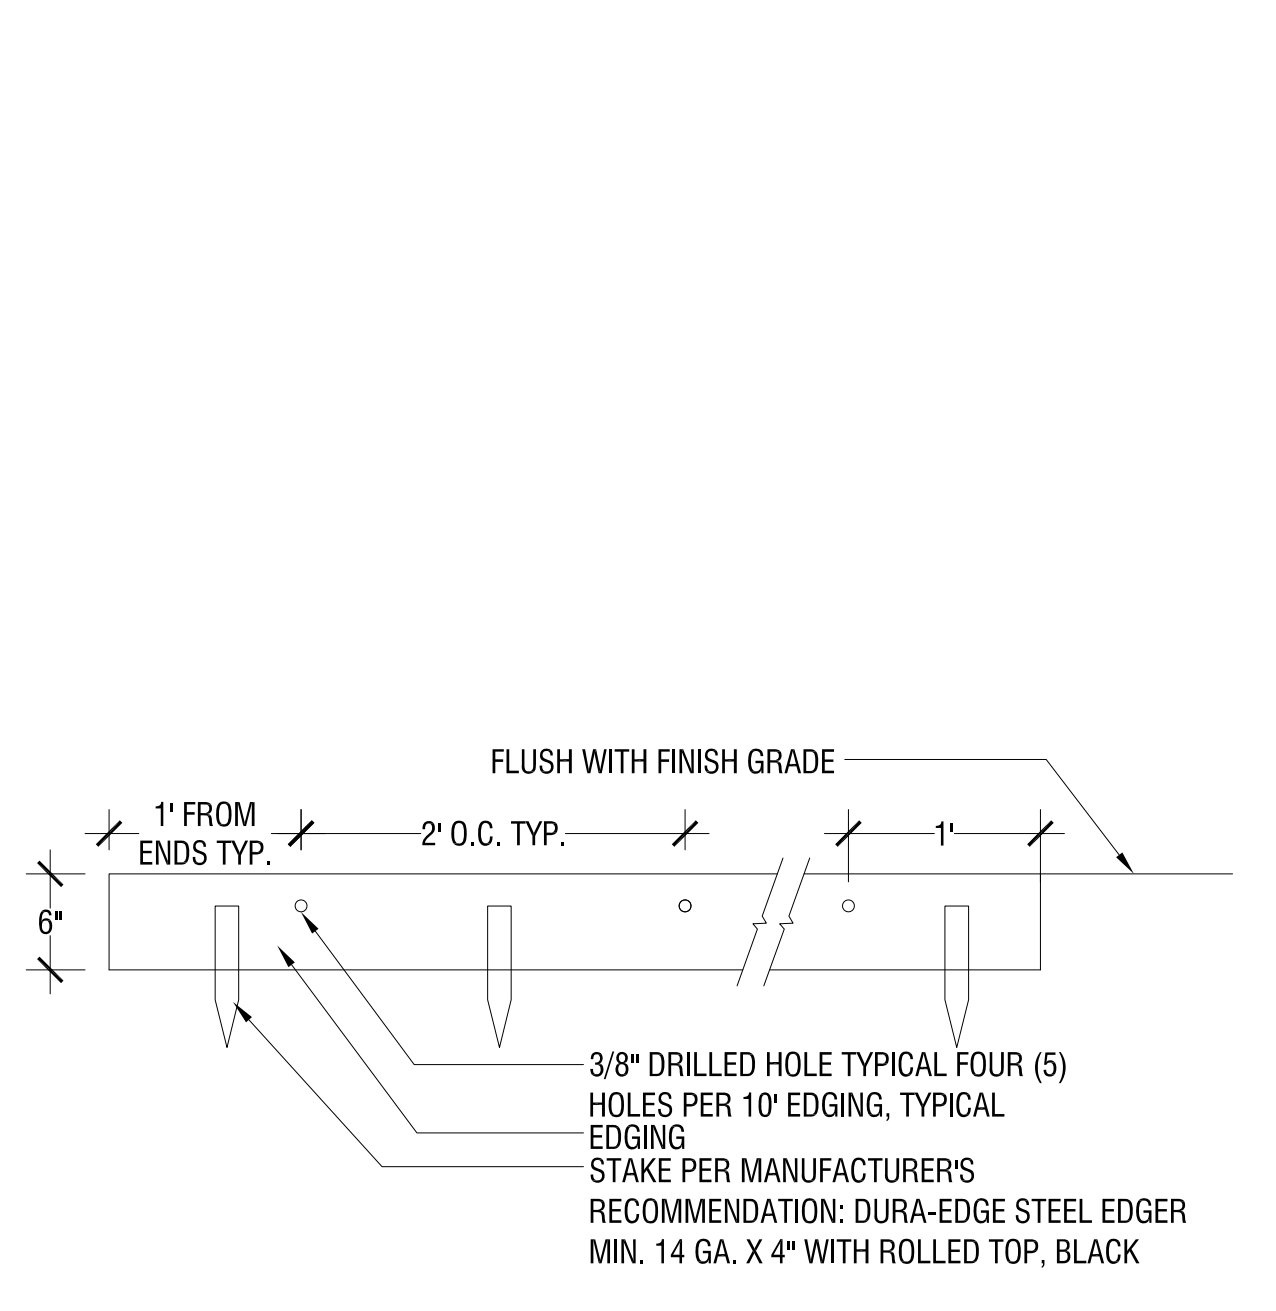 FLUSH WITH FINISH GRADE
1' FROM
ENDS TYP.
2' O.C. TYP.
1'
6"
3/8" DRILLED HOLE TYPICAL FOUR (5)
HOLES PER 10' EDGING, TYPICAL
EDGING
STAKE PER MANUFACTURER'S
RECOMMENDATION: DURA-EDGE STEEL EDGER
MIN. 14 GA. X 4" WITH ROLLED TOP, BLACK